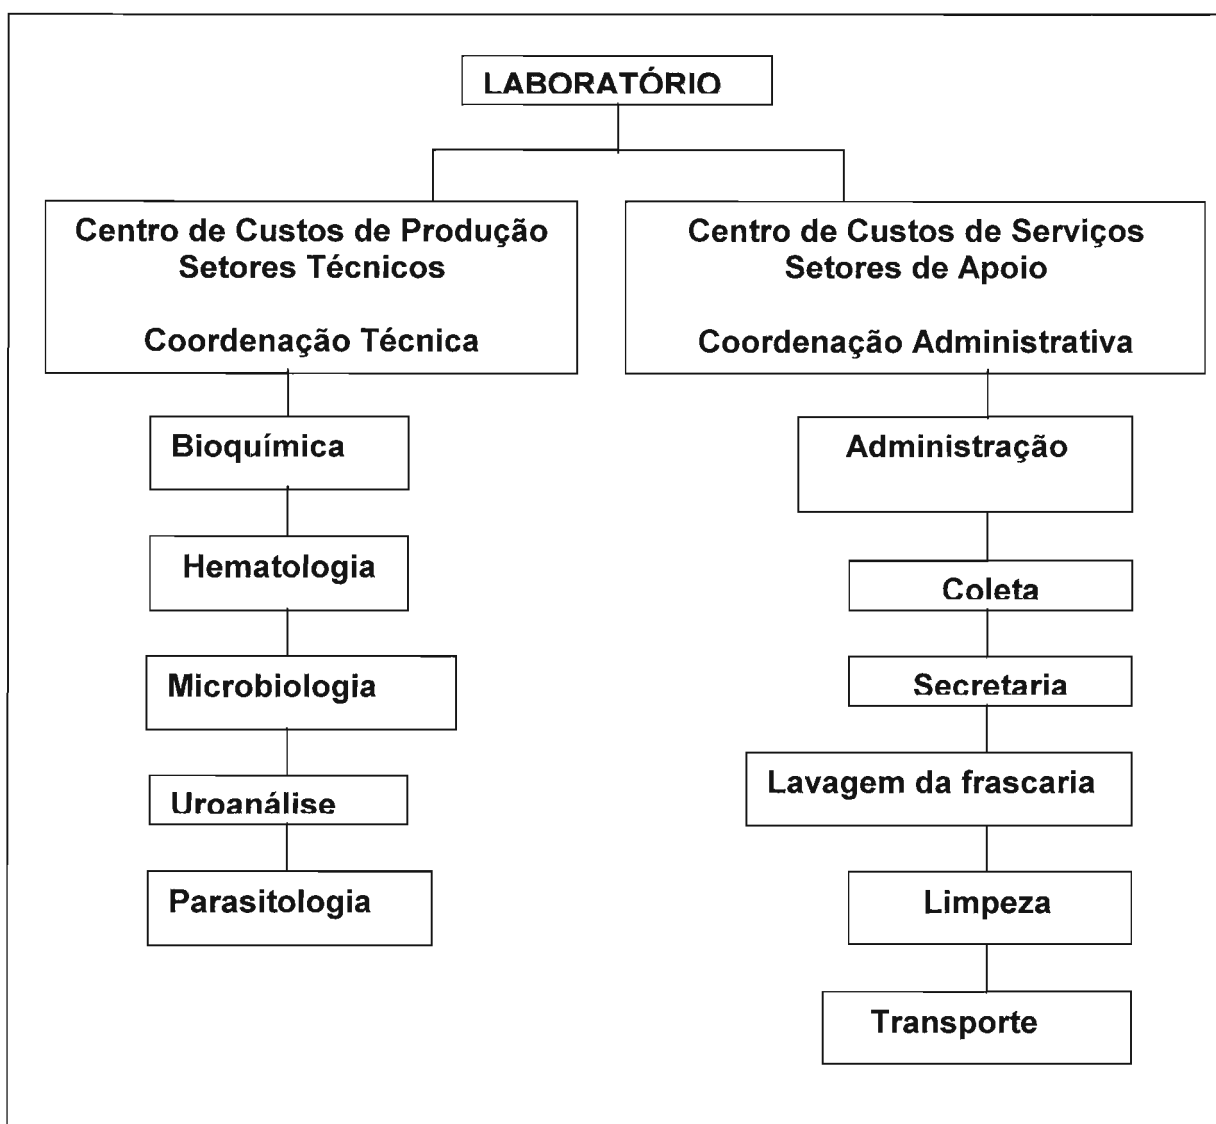 LABORATÓRIO
Centro de Custos de Produção
Setores Técnicos
Coordenação Técnica
Centro de Custos de Serviços
Setores de Apoio
Coordenação Administrativa
Bioquímica
Hematologia
Microbiologia
Uroanálise
Parasitologia
Administração
Coleta
Secretaria
Lavagem da frascaria
Limpeza
Transporte